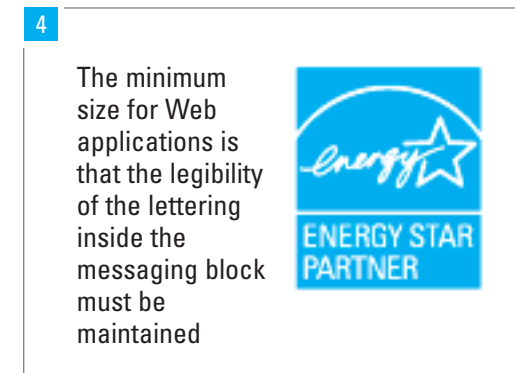 4
The minimum
size for Web
applications is
that the legibility
of the lettering
inside the
messaging block
must be
maintained
energy
ENERGY STAR
PARTNER